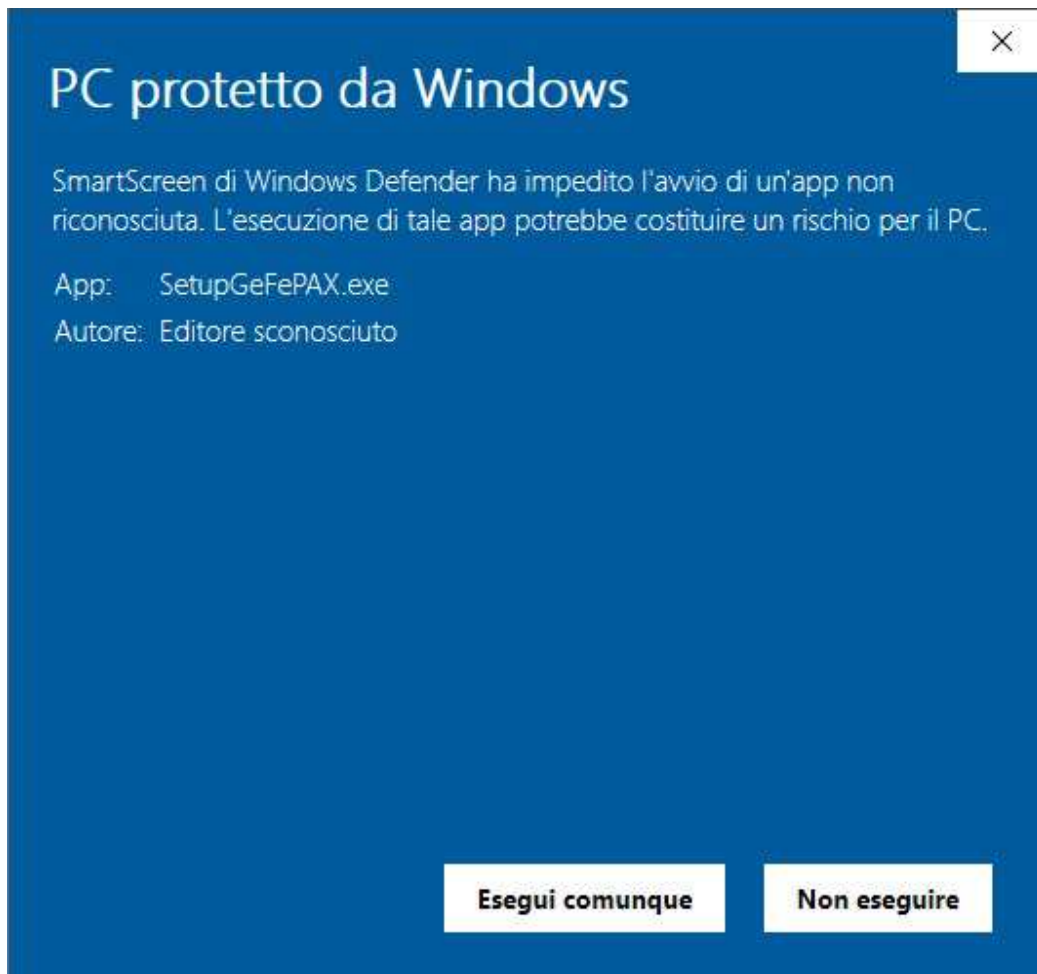 PC protetto da Windows
SmartScreen di Windows Defender ha impedito l'avvio di un'app non
riconosciuta. L'esecuzione di tale app potrebbe costituire un rischio per il PC.
App: SetupGeFePAX.exe
Autore: Editore sconosciuto
Esegui comunque Non eseguire